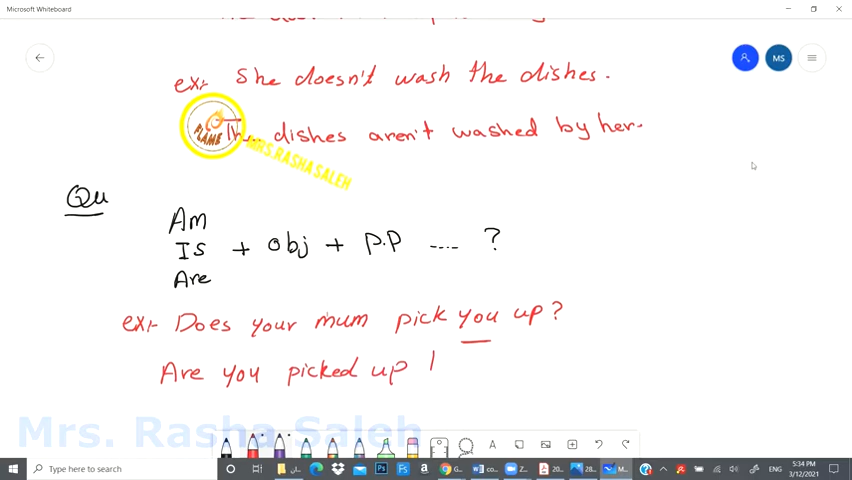 Microsoft Whiteboard
MS
ex:- She doesn't wash the dishes.
The dishes aren't washed by her.
FLAME
MRS.RASHA SALEH
Qu
Am
IS + obj + P.P .... ?
Are
ex:- Does your mum pick you up?
Are you picked up
Mrs. Rasha Saleh
Type here to search
ENG
5:34 PM
3/12/2021